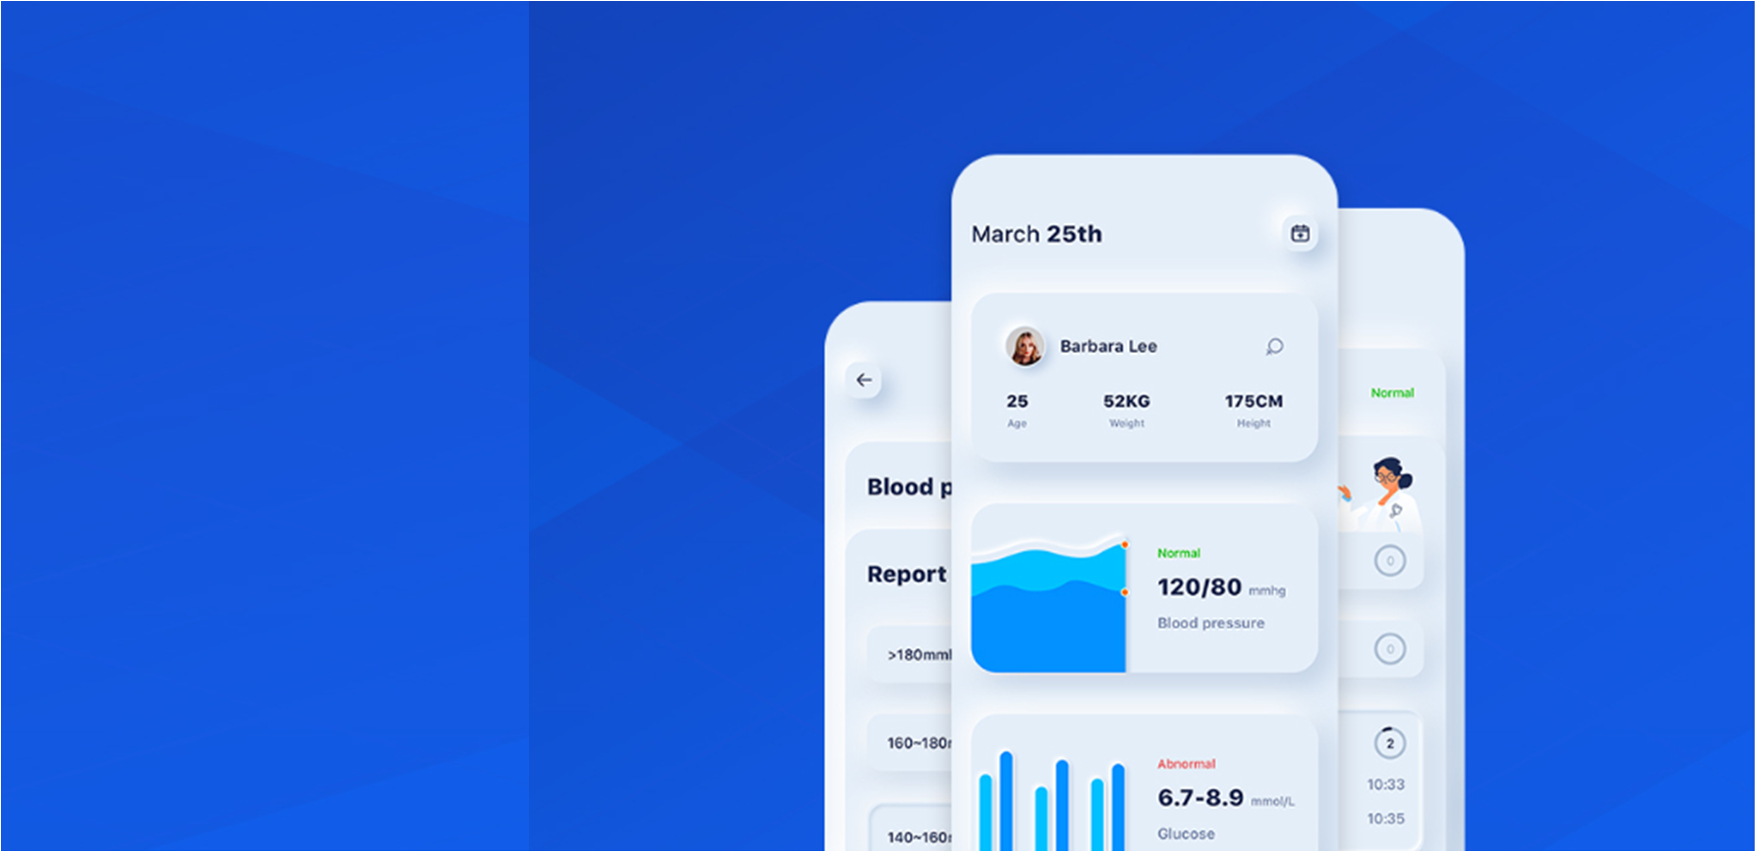 March 25th
Barbara Lee
25 52KG 175CM
Age Weight Height
Normal
120/80 mmhg
Blood pressure
Abnormal
6.7-8.9 mmol/L
Glucose
Blood
Report
>180mm
160~180
140~160
Normal
0
0
2
10:33
10:35